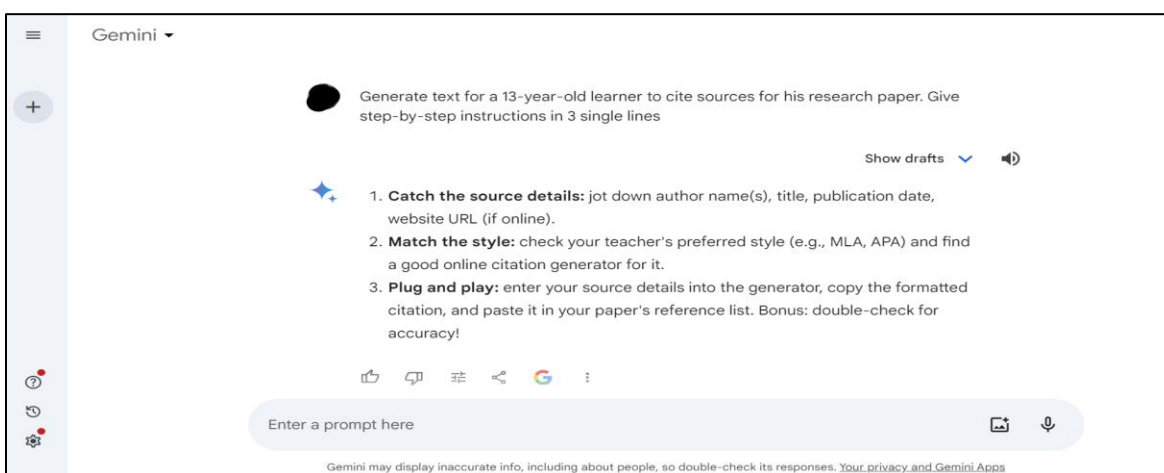 Gemini
Generate text for a 13-year-old learner to cite sources for his research paper. Give
step-by-step instructions in 3 single lines
Show drafts
1. Catch the source details: jot down author name(s), title, publication date,
website URL (if online).
2. Match the style: check your teacher's preferred style (e.g., MLA, APA) and find
a good online citation generator for it.
3. Plug and play: enter your source details into the generator, copy the formatted
citation, and paste it in your paper's reference list. Bonus: double-check for
accuracy!
Enter a prompt here
Gemini may display inaccurate info, including about people, so double-check its responses. Your privacy and Gemini Apps